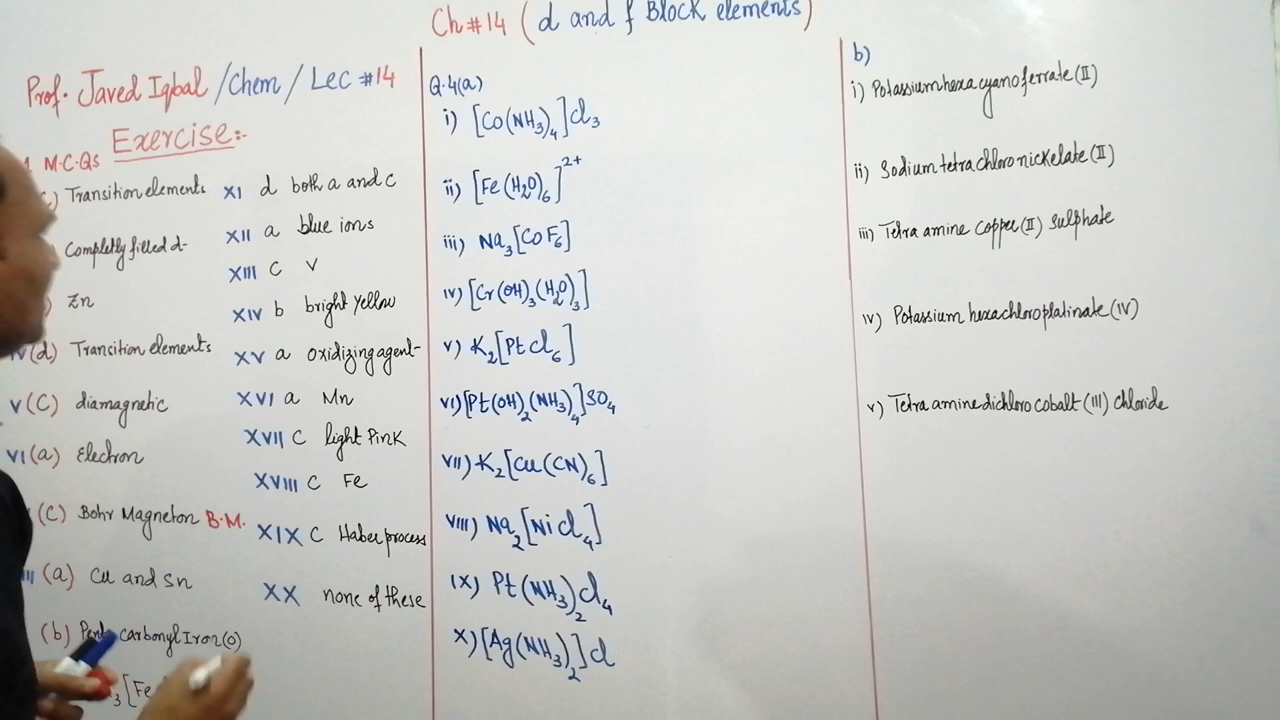 Ch#14 ( d and f Block elements)
Prof. Javed Iqbal /Chem / Lec #14
Exercise:-
M.C.Qs
Transition elements
Completly filled d-
Zn
IV(d) Transition elements
V(C) diamagnetic
VI(a) Electron
(C) Bohr Magneton B.M.
(a) Cu and Sn
(b) carbonyl Iron(0)
3[Fe
XI d both a and c
XII a blue ions
XIII C V
XIV b bright yellow
XV a oxidizing agent-
XVI a Mn
XVII C light Pink
XVIII C Fe
XIX C Haber process
XX none of these
Q.4(a)
i) [Co(NH3)4]Cl3
ii) [Fe(H2O)6]2+
iii) Na3[CoF6]
iv) [Cr(OH)3(H2O)3]
v) K2[PtCl6]
vi) [Pt(OH)2(NH3)4]SO4
vii) K2[Cu(CN)6]
viii) Na2[NiCl4]
ix) Pt(NH3)2Cl4
x) [Ag(NH3)2]Cl
b)
i) Potassium hexacyanoferrate(II)
ii) Sodium tetrachloronickelate(II)
iii) Tetra amine copper(II) Sulphate
iv) Potassium hexachloroplatinate(IV)
v) Tetra amine dichloro cobalt(III) chloride